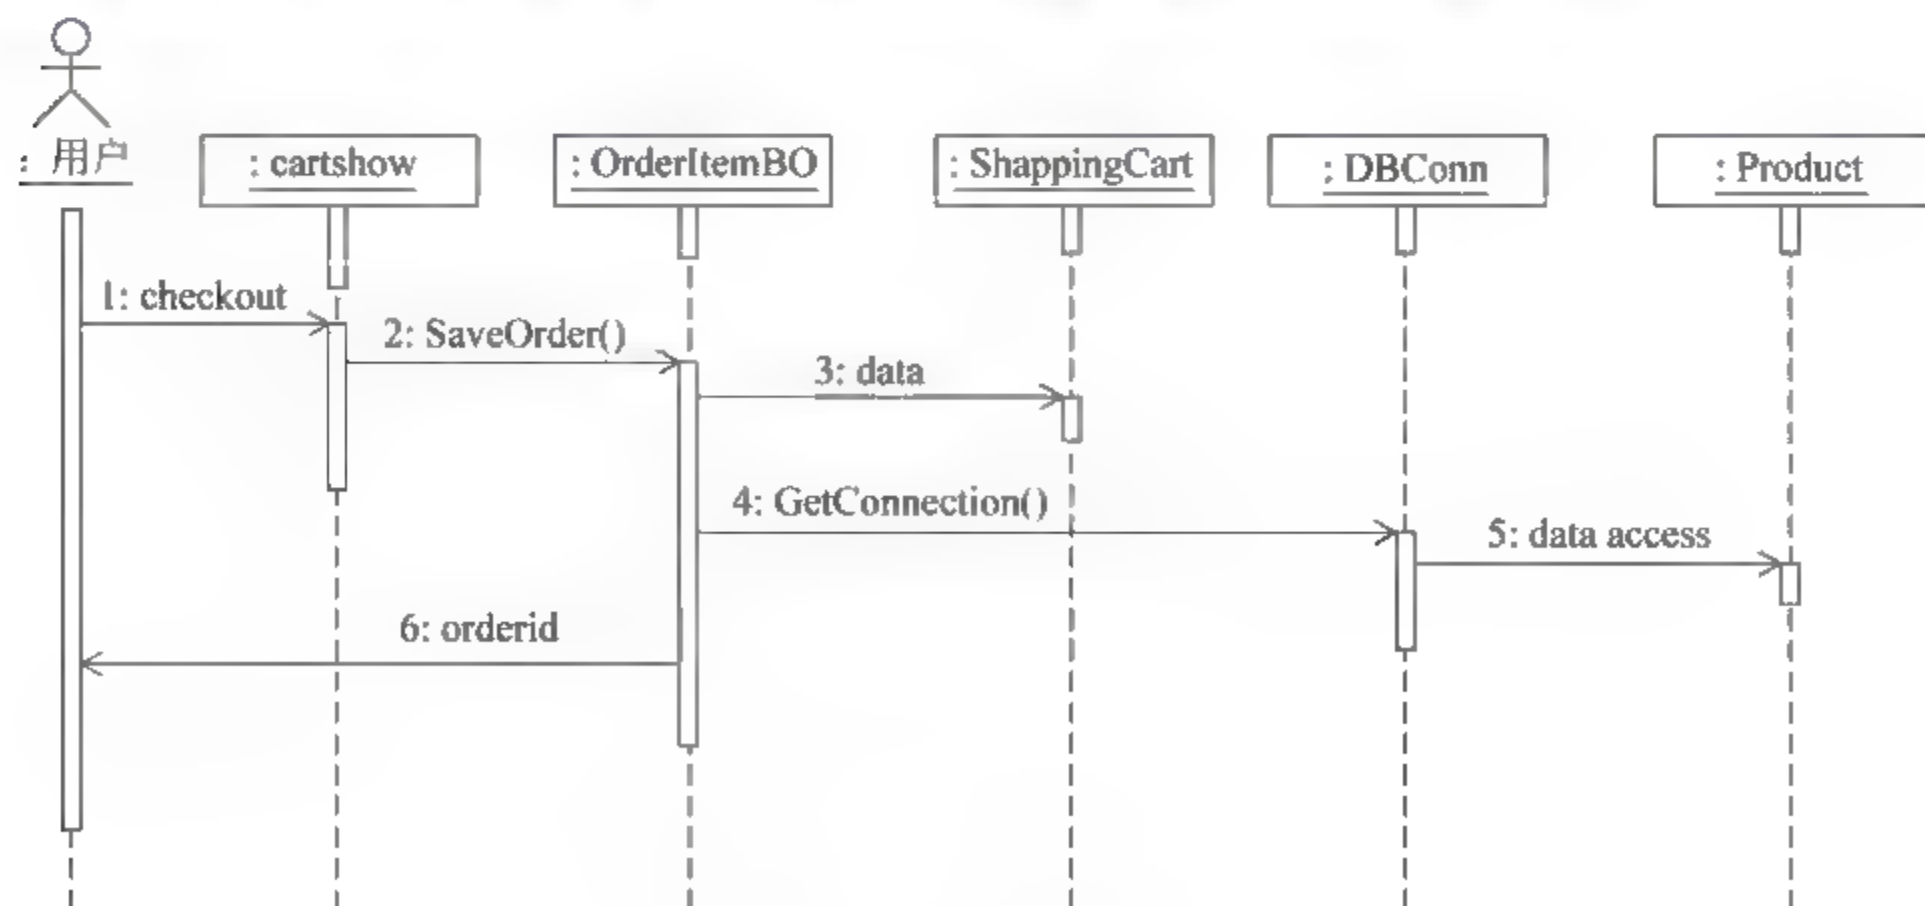 : 用户
: cartshow
: OrderItemBO
: ShappingCart
: DBConn
: Product
1: checkout
2: SaveOrder()
3: data
4: GetConnection()
5: data access
6: orderid